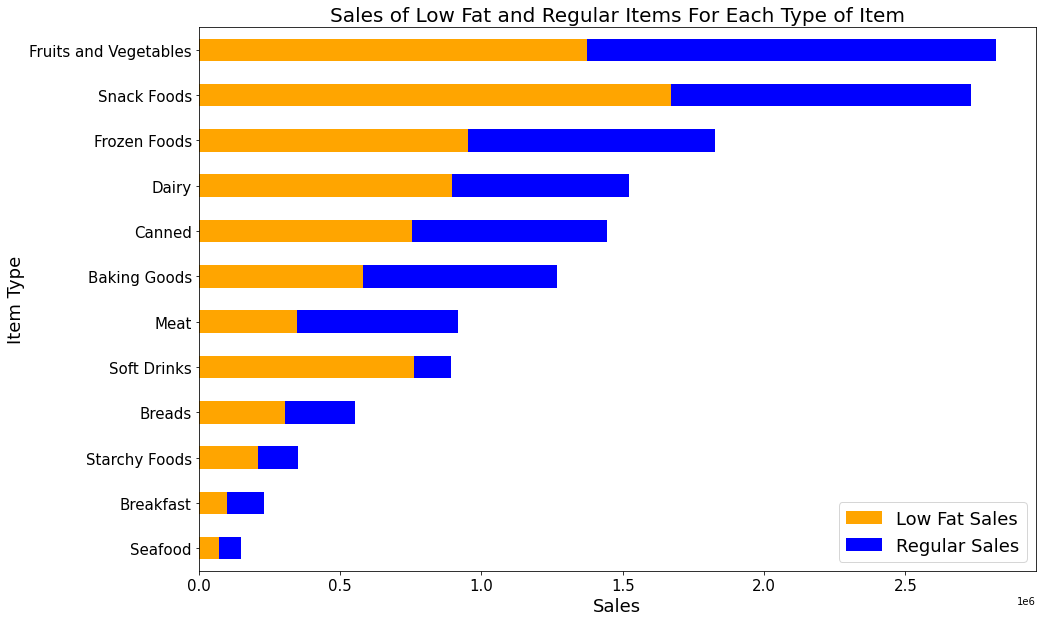 Sales of Low Fat and Regular Items For Each Type of Item
Item Type
Fruits and Vegetables
Snack Foods
Frozen Foods
Dairy
Canned
Baking Goods
Meat
Soft Drinks
Breads
Starchy Foods
Breakfast
Seafood
Low Fat Sales
Regular Sales
0.0 0.5 1.0 1.5 2.0 2.5
1e6
Sales